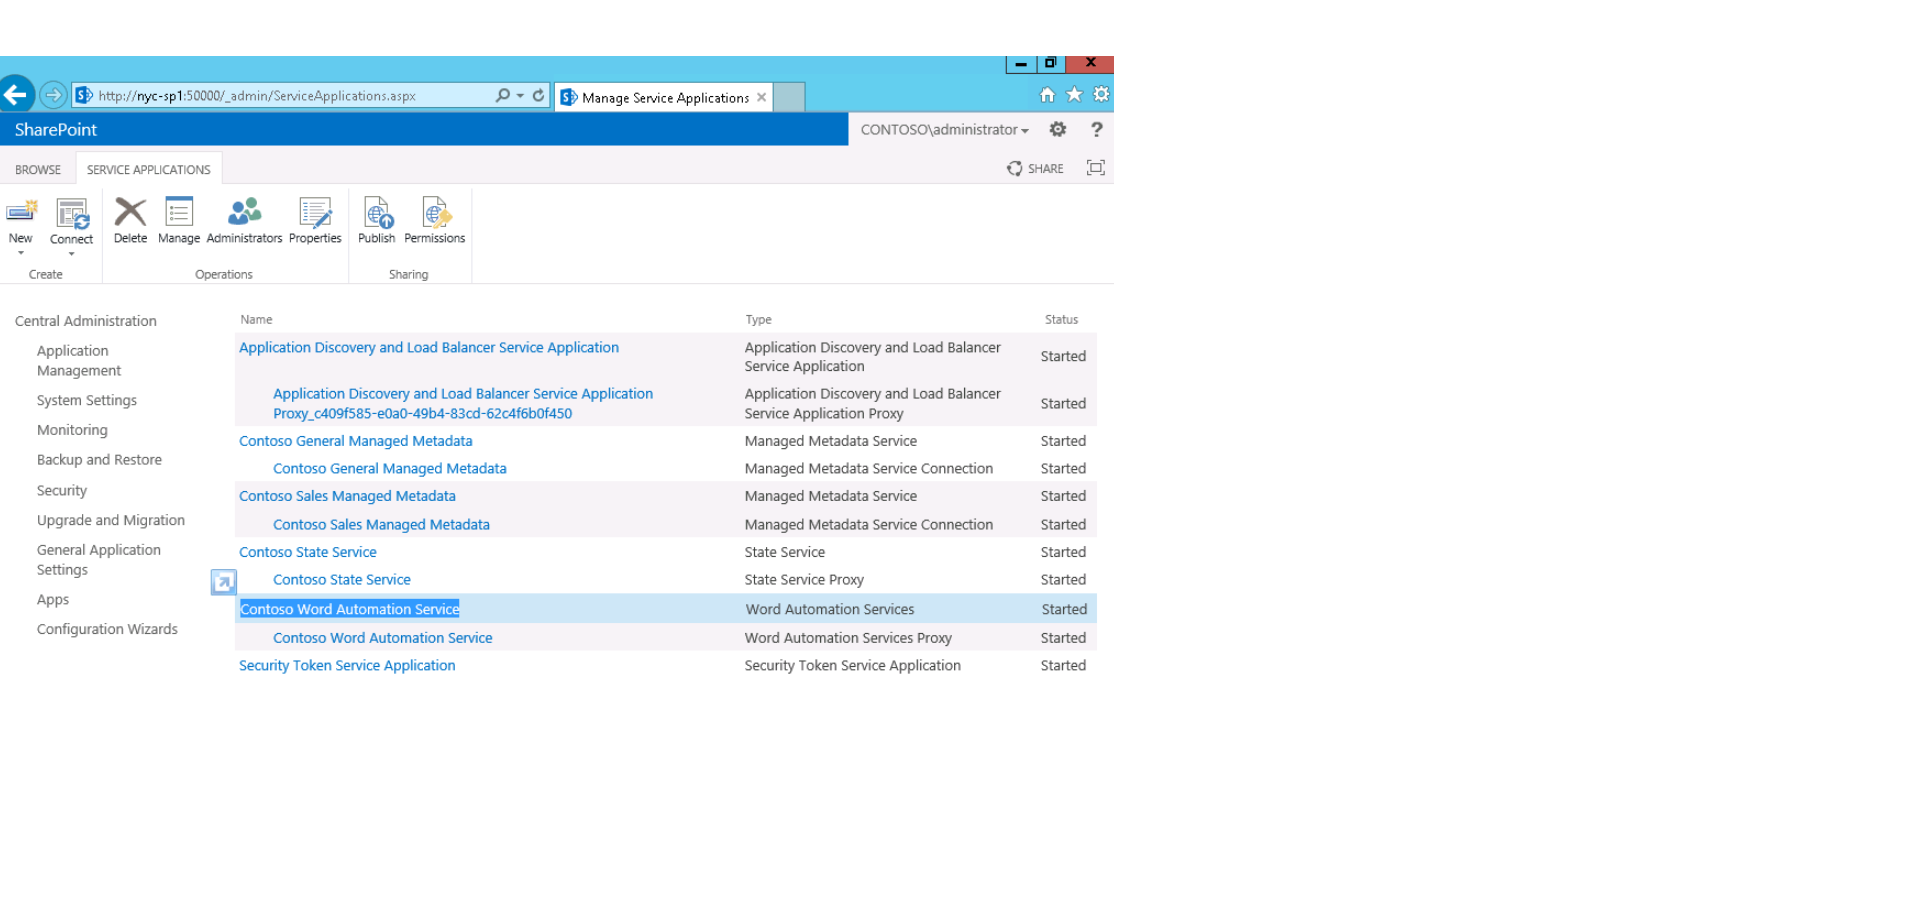 http://nyc-sp1:50000/_admin/ServiceApplications.aspx
Manage Service Applications
SharePoint
CONTOSO\administrator
?
BROWSE
SERVICE APPLICATIONS
SHARE
New
Connect
Delete
Manage
Administrators
Properties
Publish
Permissions
Create
Operations
Sharing
Central Administration
Application
Management
System Settings
Monitoring
Backup and Restore
Security
Upgrade and Migration
General Application
Settings
Apps
Configuration Wizards
Name
Type
Status
Application Discovery and Load Balancer Service Application
Application Discovery and Load Balancer
Service Application
Started
Application Discovery and Load Balancer Service Application
Proxy_c409f585-e0a0-49b4-83cd-62c4f6b0f450
Application Discovery and Load Balancer
Service Application Proxy
Started
Contoso General Managed Metadata
Managed Metadata Service
Started
Contoso General Managed Metadata
Managed Metadata Service Connection
Started
Contoso Sales Managed Metadata
Managed Metadata Service
Started
Contoso Sales Managed Metadata
Managed Metadata Service Connection
Started
Contoso State Service
State Service
Started
Contoso State Service
State Service Proxy
Started
Contoso Word Automation Service
Word Automation Services
Started
Contoso Word Automation Service
Word Automation Services Proxy
Started
Security Token Service Application
Security Token Service Application
Started